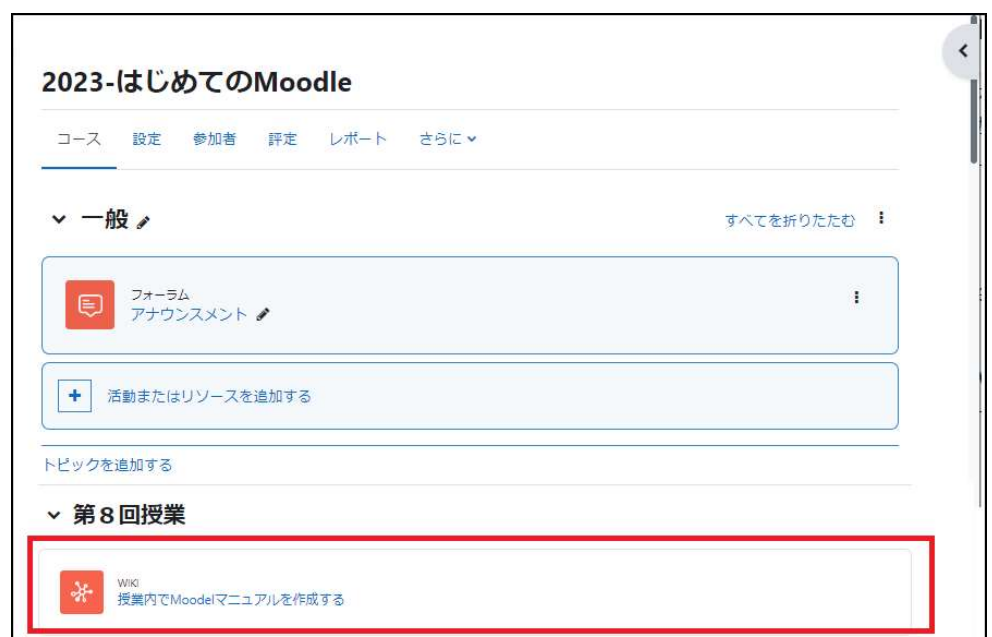 2023-はじめてのMoodle
コース 設定 参加者 評定 レポート さらに
一般
すべてを折りたたむ
フォーラム
アナウンスメント
活動またはリソースを追加する
トピックを追加する
第8回授業
WIKI
授業内でMoodelマニュアルを作成する